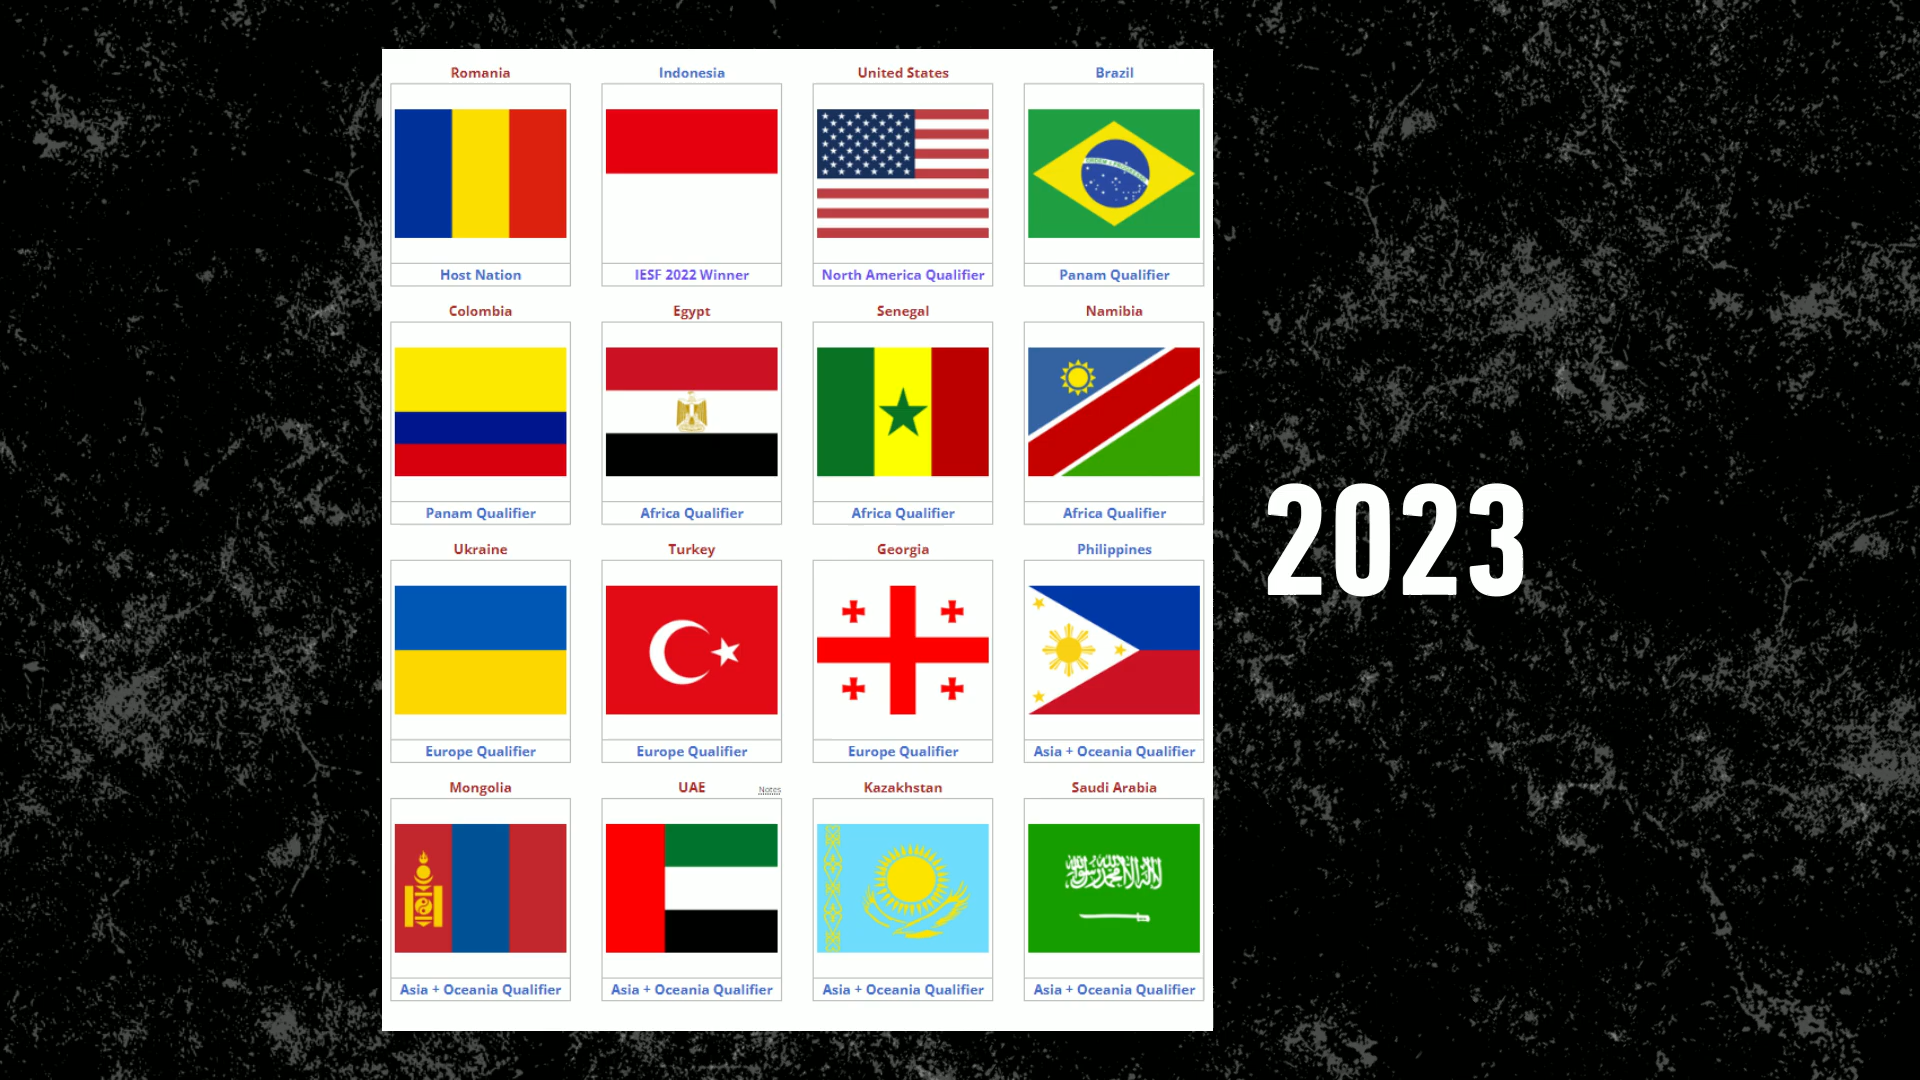 Romania
Indonesia
United States
Brazil
Host Nation
IESF 2022 Winner
North America Qualifier
Panam Qualifier
Colombia
Egypt
Senegal
Namibia
Panam Qualifier
Africa Qualifier
Africa Qualifier
Africa Qualifier
2023
Ukraine
Turkey
Georgia
Philippines
Europe Qualifier
Europe Qualifier
Europe Qualifier
Asia + Oceania Qualifier
Mongolia
UAE
Notes
Kazakhstan
Saudi Arabia
Asia + Oceania Qualifier
Asia + Oceania Qualifier
Asia + Oceania Qualifier
Asia + Oceania Qualifier